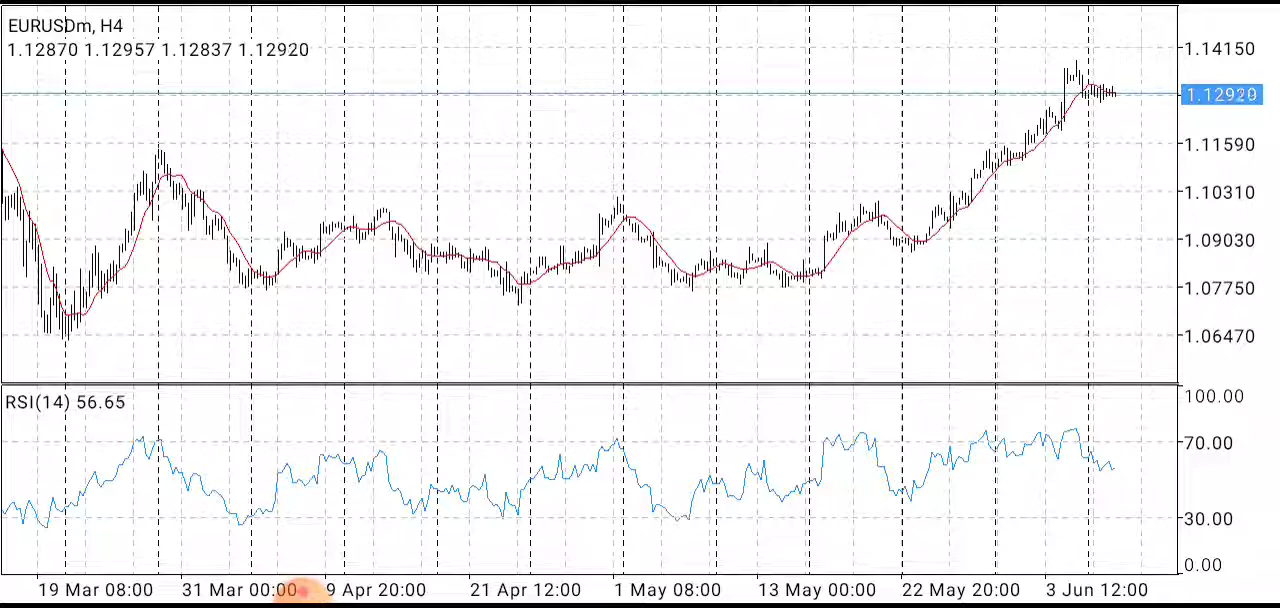 EURUSDm, H4
1.12870 1.12957 1.12837 1.12920
1.14150
1.12920
1.11590
1.10310
1.09030
1.07750
1.06470
RSI(14) 56.65
100.00
70.00
30.00
0.00
19 Mar 08:00 31 Mar 00:00 9 Apr 20:00 21 Apr 12:00 1 May 08:00 13 May 00:00 22 May 20:00 3 Jun 12:00